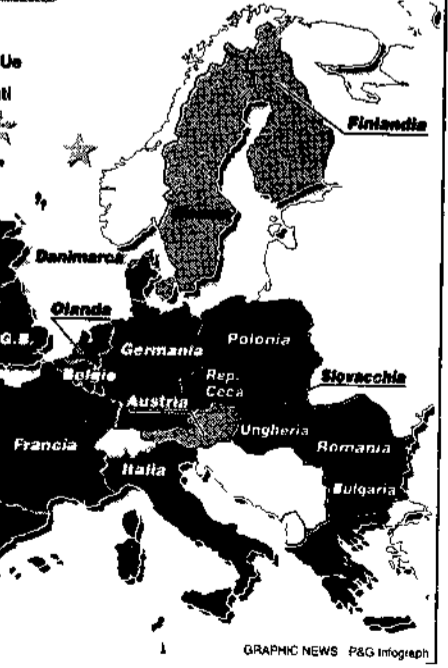 Ue
ti
Finlandia
Danimarca
Olanda
G.B.
Germania
Polonia
Belgio
Rep.
Ceca
Slovacchia
Austria
Ungheria
Francia
Romania
Italia
Bulgaria
GRAPHIC NEWS P&G Infograph